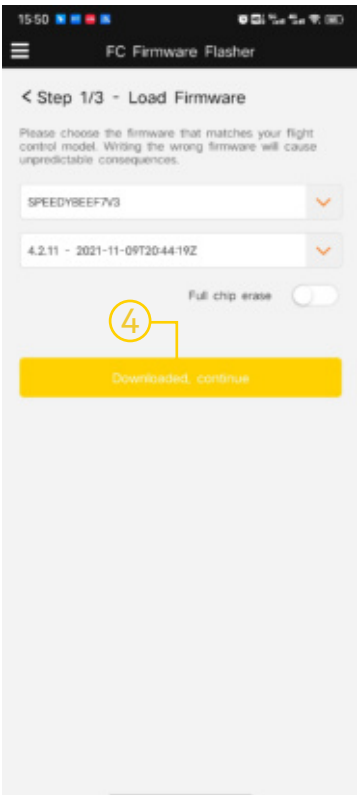 15:50
FC Firmware Flasher
< Step 1/3 - Load Firmware
Please choose the firmware that matches your flight
control model. Writing the wrong firmware will cause
unpredictable consequences.
SPEEDYBEEF7V3
4.2.11 - 2021-11-09T20:44:19Z
Full chip erase
4
Downloaded, continue